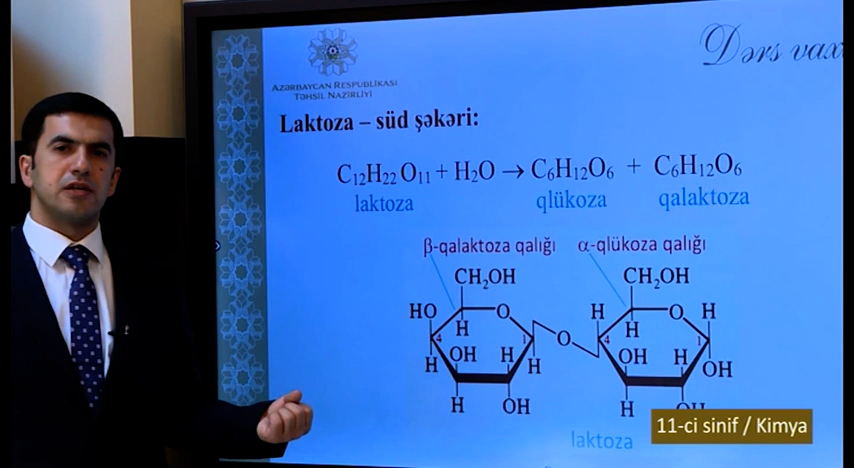 Dərs vax
AZƏRBAYCAN RESPUBLİKASI
TƏHSİL NAZİRLİYİ
Laktoza – süd şəkəri:
C₁₂H₂₂O₁₁ + H₂O → C₆H₁₂O₆ + C₆H₁₂O₆
laktoza qlükoza qalaktoza
β-qalaktoza qalığı α-qlükoza qalığı
CH₂OH CH₂OH
HO O H O H
H H
4 1 O 4 1
OH H OH H
H H OH
H OH H OH
laktoza
11-ci sinif / Kimya